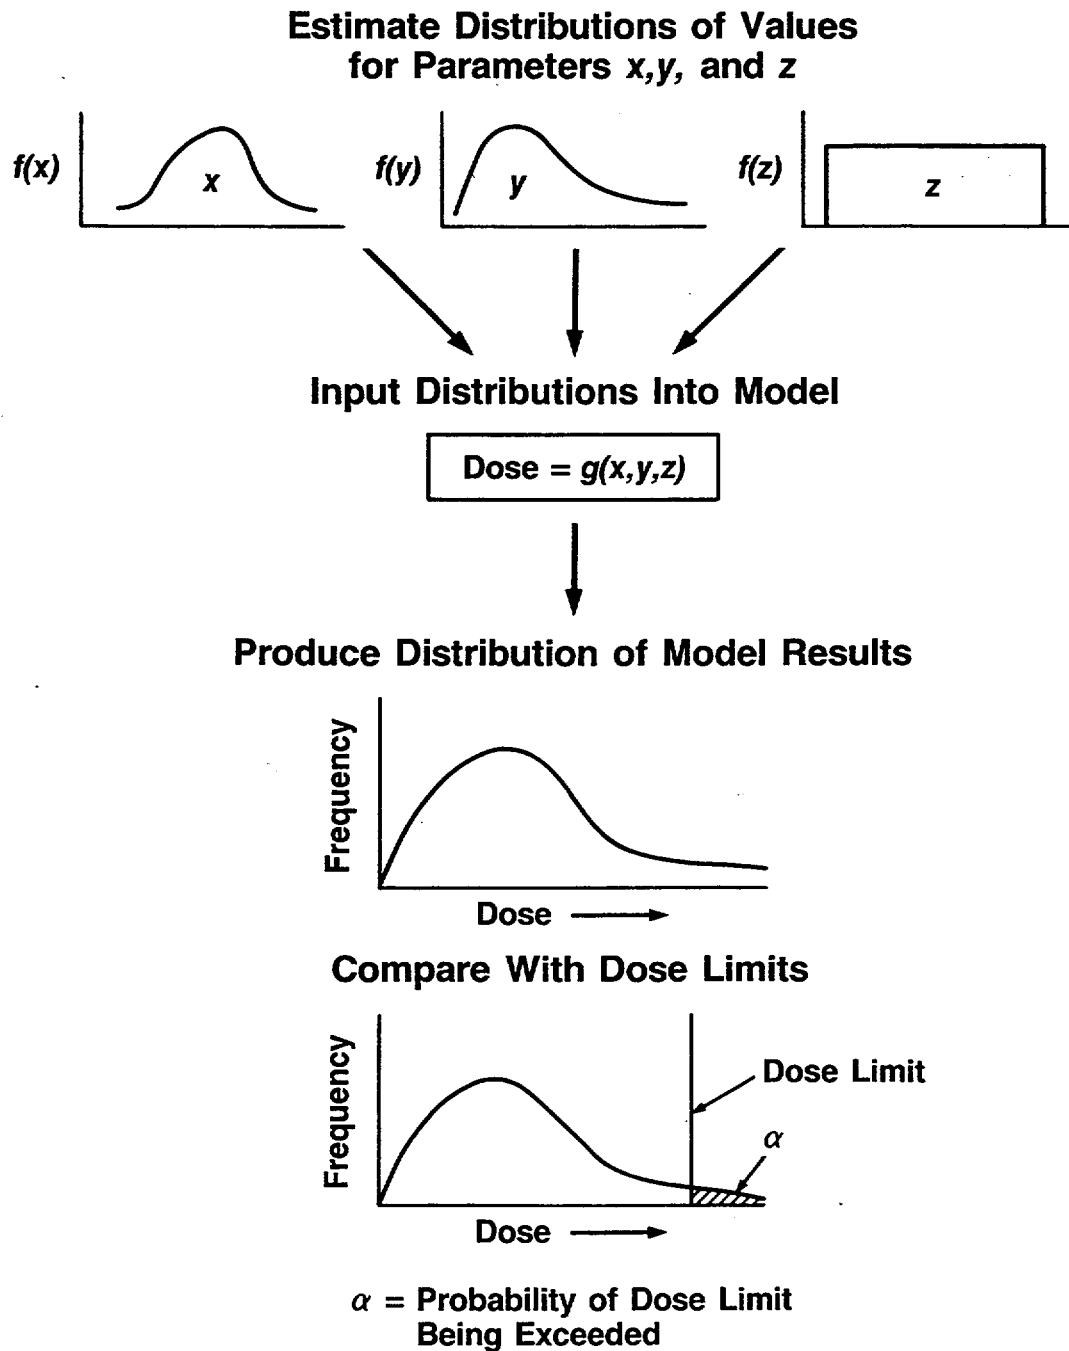 Estimate Distributions of Values
for Parameters x,y, and z
f(x)
x
f(y)
y
f(z)
z
Input Distributions Into Model
Dose = g(x,y,z)
Produce Distribution of Model Results
Frequency
Dose
Compare With Dose Limits
Frequency
Dose Limit
α
Dose
α = Probability of Dose Limit
Being Exceeded